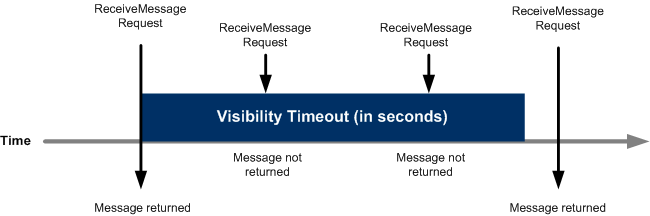 ReceiveMessage
Request
ReceiveMessage
Request
ReceiveMessage
Request
ReceiveMessage
Request
Visibility Timeout (in seconds)
Time
Message returned
Message not
returned
Message not
returned
Message returned